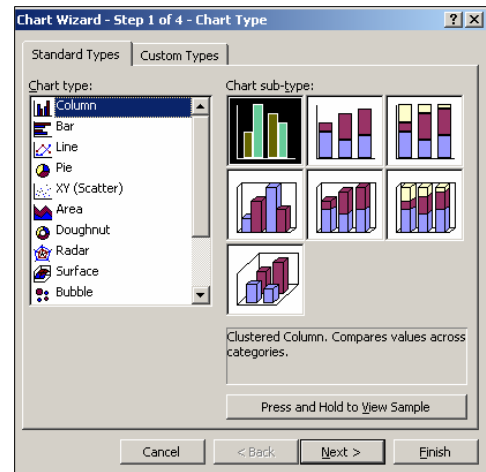 Chart Wizard - Step 1 of 4 - Chart Type
Standard Types
Custom Types
Chart type:
Column
Bar
Line
Pie
XY (Scatter)
Area
Doughnut
Radar
Surface
Bubble
Chart sub-type:
Clustered Column. Compares values across
categories.
Press and Hold to View Sample
Cancel
< Back
Next >
Finish